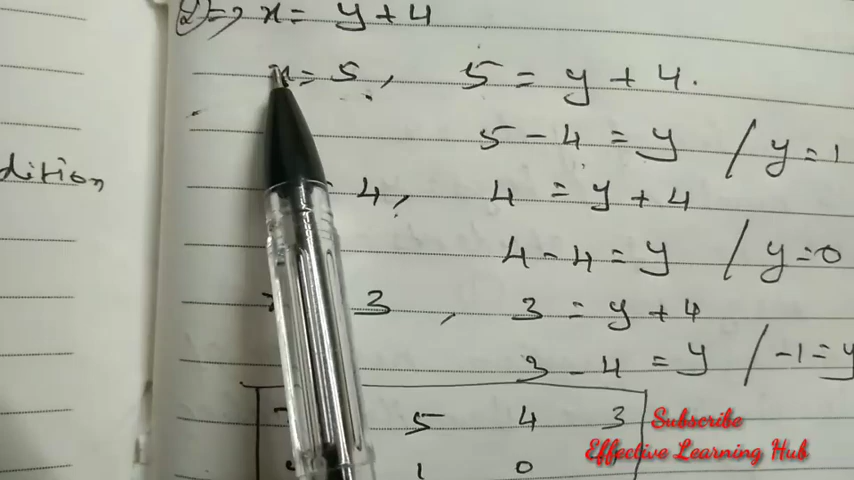 ② => x = y + 4
x = 5, 5 = y + 4.
5 - 4 = y / y = 1
dition
4, 4 = y + 4
4 - 4 = y / y = 0
3, 3 = y + 4
3 - 4 = y / -1 = y
5 4 3
1 0
Subscribe
Effective Learning Hub